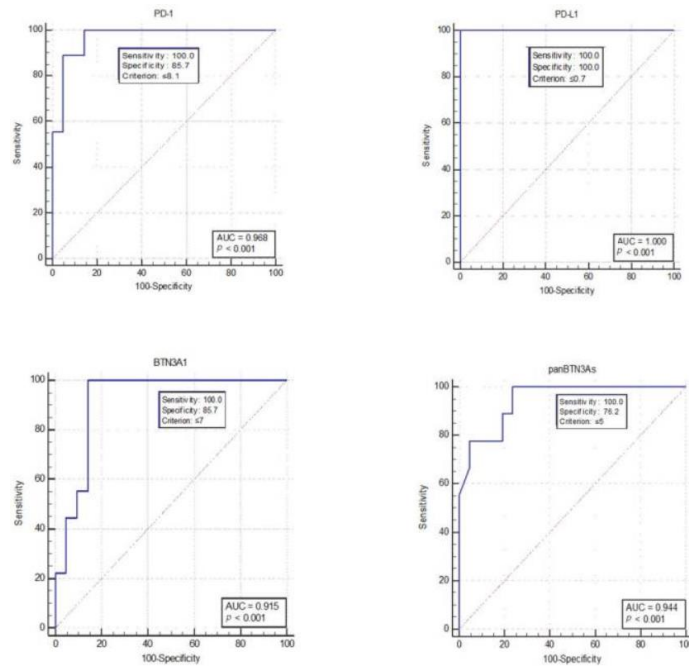 PD-1
100
80
60
40
20
0
Sensitivity
Sensitivity: 100.0
Specificity: 85.7
Criterion: ≤8.1
AUC = 0.968
P < 0.001
0 20 40 60 80 100
100-Specificity
PD-L1
100
80
60
40
20
0
Sensitivity
Sensitivity: 100.0
Specificity: 100.0
Criterion: ≤0.7
AUC = 1.000
P < 0.001
0 20 40 60 80 100
100-Specificity
BTN3A1
100
80
60
40
20
0
Sensitivity
Sensitivity: 100.0
Specificity: 85.7
Criterion: ≤7
AUC = 0.915
P < 0.001
0 20 40 60 80 100
100-Specificity
panBTN3As
100
80
60
40
20
0
Sensitivity
Sensitivity: 100.0
Specificity: 76.2
Criterion: ≤5
AUC = 0.944
P < 0.001
0 20 40 60 80 100
100-Specificity